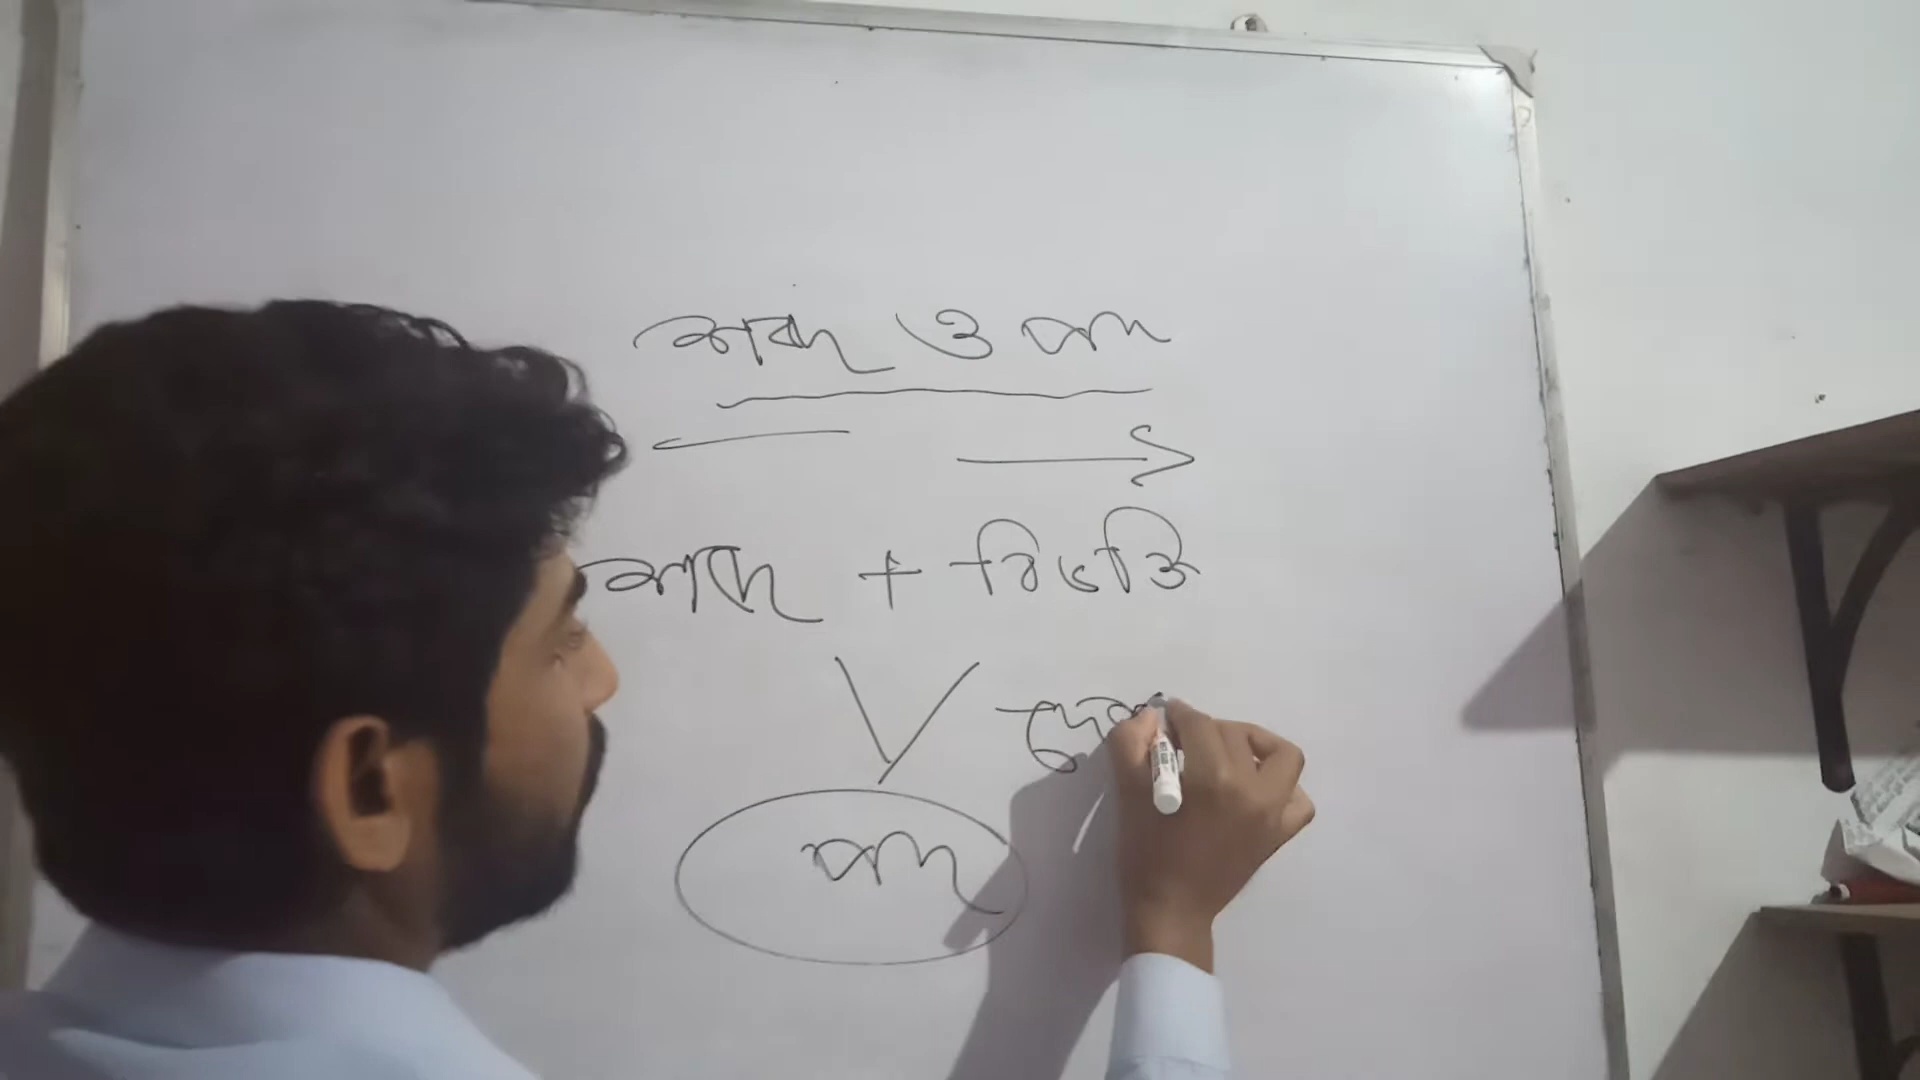 শব্দ ও পদ
শব্দ + বিভক্তি
পদ